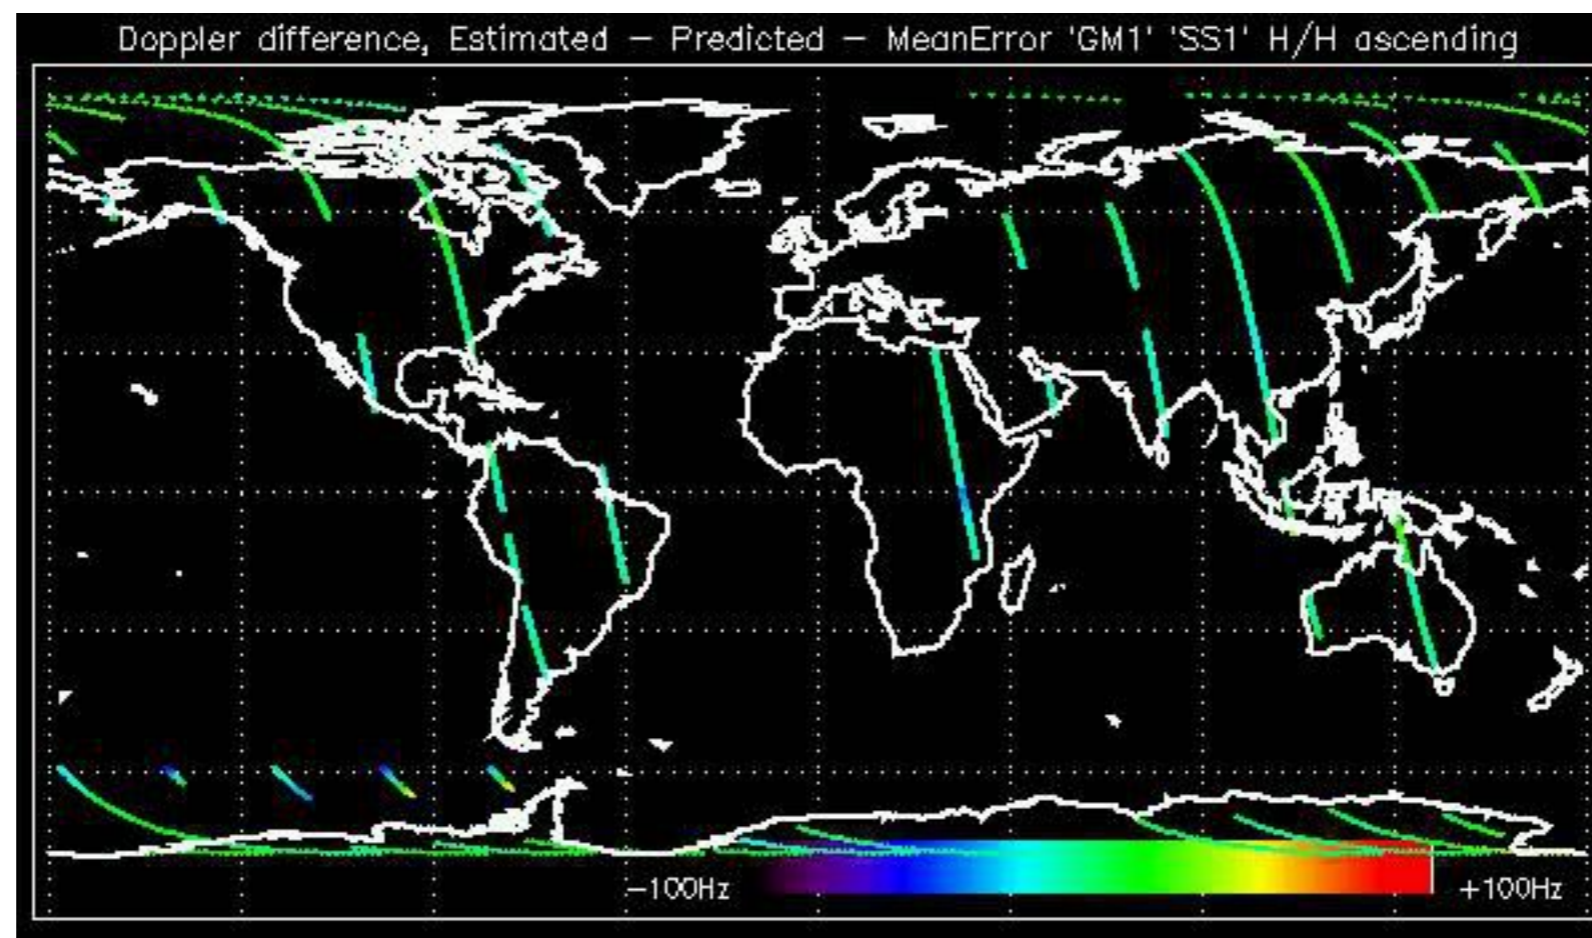 Doppler difference, Estimated — Predicted — MeanError 'GM1' 'SS1' H/H ascending
−100Hz +100Hz